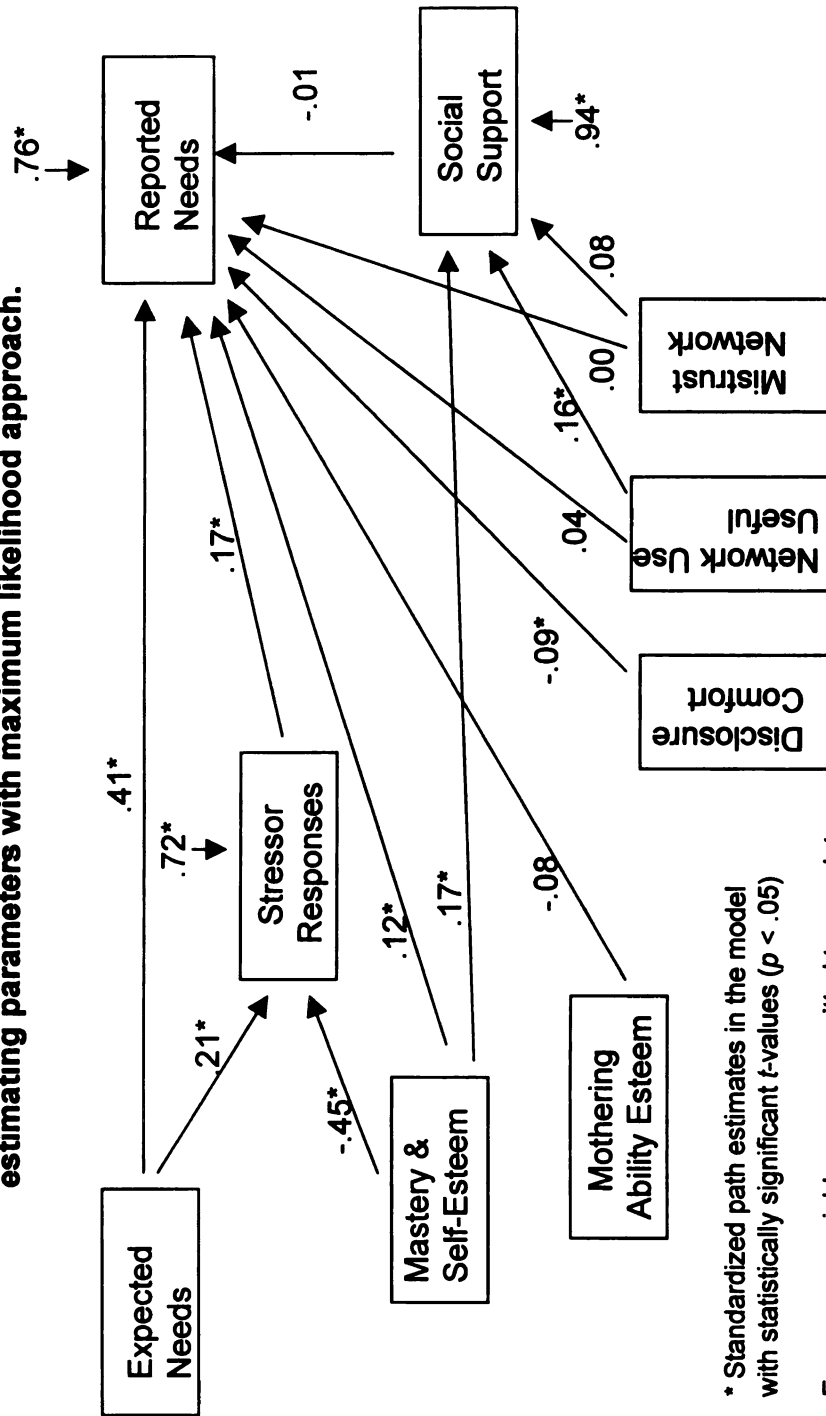 estimating parameters with maximum likelihood approach.
.76*
Expected
Needs
.41*
Reported
Needs
.21*
.72*
.17*
Stressor
Responses
-.01
-.45*
.12*
Mastery &
Self-Esteem
.17*
Social
Support
.94*
-.08
Mothering
Ability Esteem
-.09*
.04
.16*
.00
.08
Disclosure
Comfort
Network Use
Useful
Mistrust
Network
* Standardized path estimates in the model
with statistically significant t-values (p < .05)